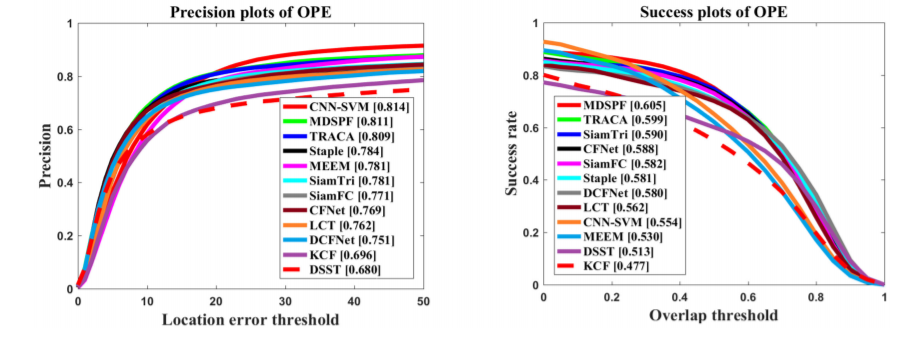 Precision plots of OPE
1
0.8
0.6
0.4
0.2
0
Precision
CNN-SVM [0.814]
MDSPF [0.811]
TRACA [0.809]
Staple [0.784]
MEEM [0.781]
SiamTri [0.781]
SiamFC [0.771]
CFNet [0.769]
LCT [0.762]
DCFNet [0.751]
KCF [0.696]
DSST [0.680]
0 10 20 30 40 50
Location error threshold
Success plots of OPE
1
0.8
0.6
0.4
0.2
0
Success rate
MDSPF [0.605]
TRACA [0.599]
SiamTri [0.590]
CFNet [0.588]
SiamFC [0.582]
Staple [0.581]
DCFNet [0.580]
LCT [0.562]
CNN-SVM [0.554]
MEEM [0.530]
DSST [0.513]
KCF [0.477]
0 0.2 0.4 0.6 0.8 1
Overlap threshold